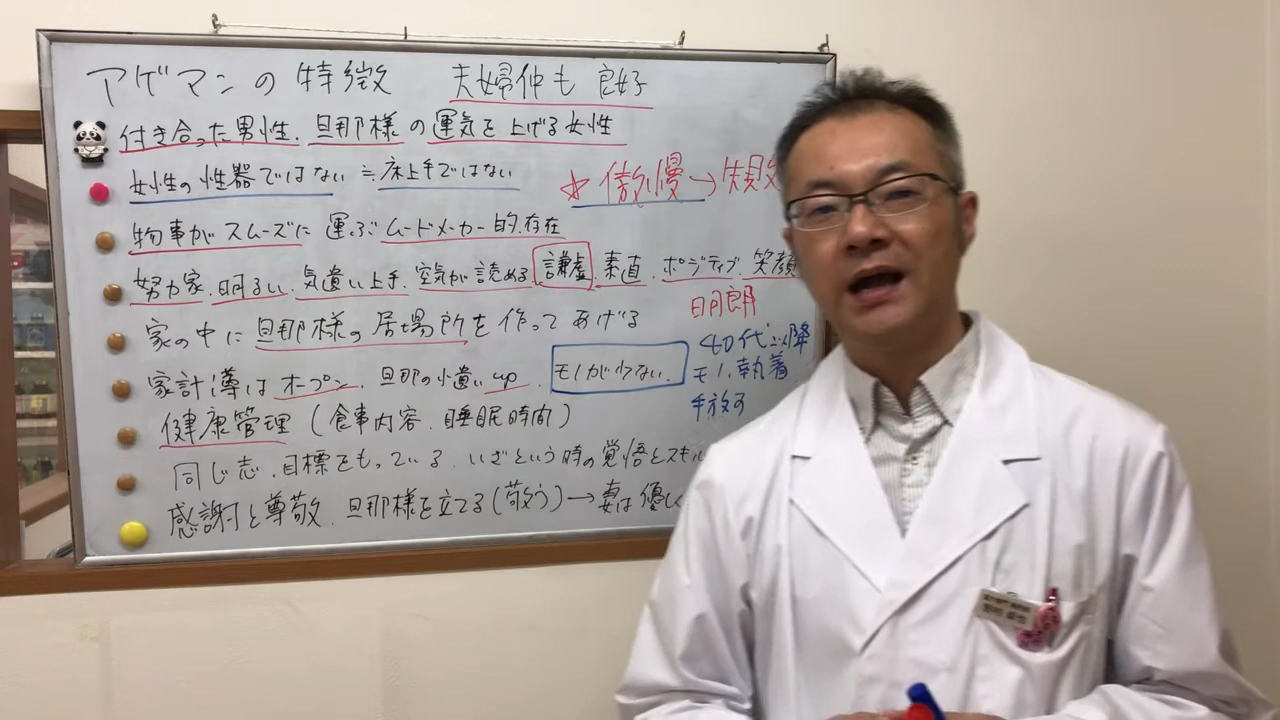 アゲマンの特徴 夫婦仲も良好
付き合った男性、旦那様の運気を上げる女性
女性の性器ではない ≒床上手ではない
☆傲慢→失敗
物事がスムーズに運ぶムードメーカー的存在
努力家、明るい、気遣い上手、空気が読める、謙虚、素直、ポジティブ、笑顔
明朗
家の中に旦那様の居場所を作ってあげる
40代以降
モノ執着
手放す
家計簿はオープン、旦那の小遣いup、モノが少ない。
健康管理(食事内容、睡眠時間)
同じ志、目標をもっている、いざという時の覚悟とスキル
感謝と尊敬、旦那様を立てる(敬う)→妻は優しく